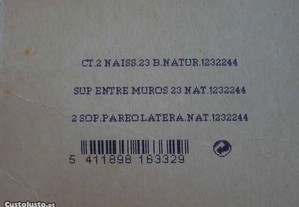 CT.2 NAISS.23 B.NATUR.1232244
SUP ENTRE MUROS 23 NAT.1232244
2 SOP.PAREO LATERA.NAT.1232244
5 411898 163329
Custojusto.pt